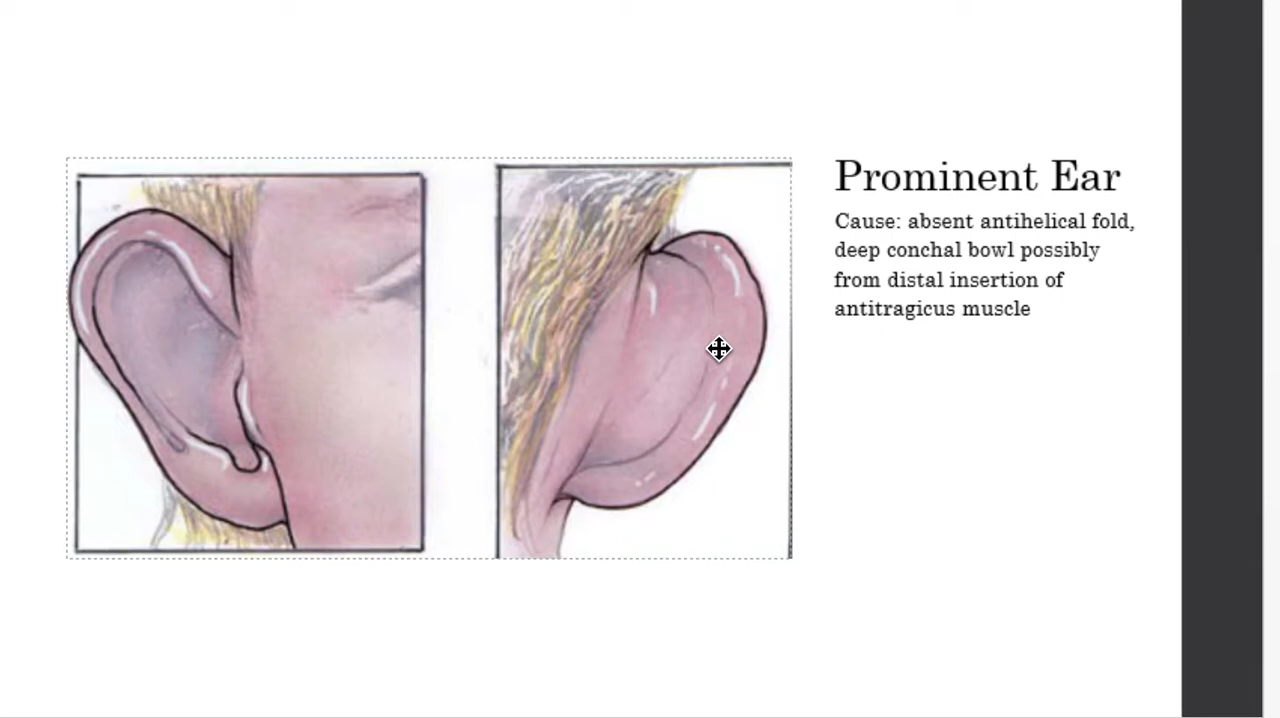 Prominent Ear
Cause: absent antihelical fold,
deep conchal bowl possibly
from distal insertion of
antitragicus muscle